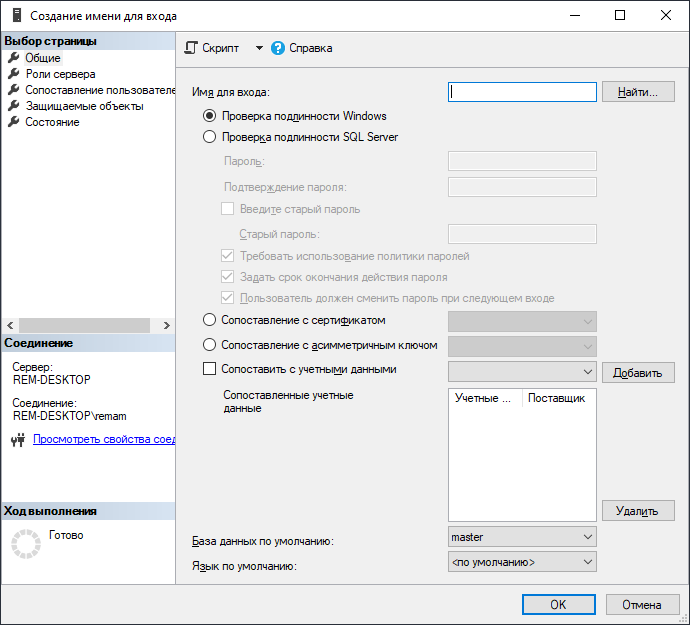 Создание имени для входа
Выбор страницы
Общие
Роли сервера
Сопоставление пользователе
Защищаемые объекты
Состояние
Соединение
Сервер:
REM-DESKTOP
Соединение:
REM-DESKTOP\remam
Просмотреть свойства соед
Ход выполнения
Готово
Скрипт
Справка
Имя для входа:
Найти...
Проверка подлинности Windows
Проверка подлинности SQL Server
Пароль:
Подтверждение пароля:
Введите старый пароль
Старый пароль:
Требовать использование политики паролей
Задать срок окончания действия пароля
Пользователь должен сменить пароль при следующем входе
Сопоставление с сертификатом
Сопоставление с асимметричным ключом
Сопоставить с учетными данными
Добавить
Сопоставленные учетные
данные
Учетные ...
Поставщик
Удалить
База данных по умолчанию:
master
Язык по умолчанию:
<по умолчанию>
ОК
Отмена